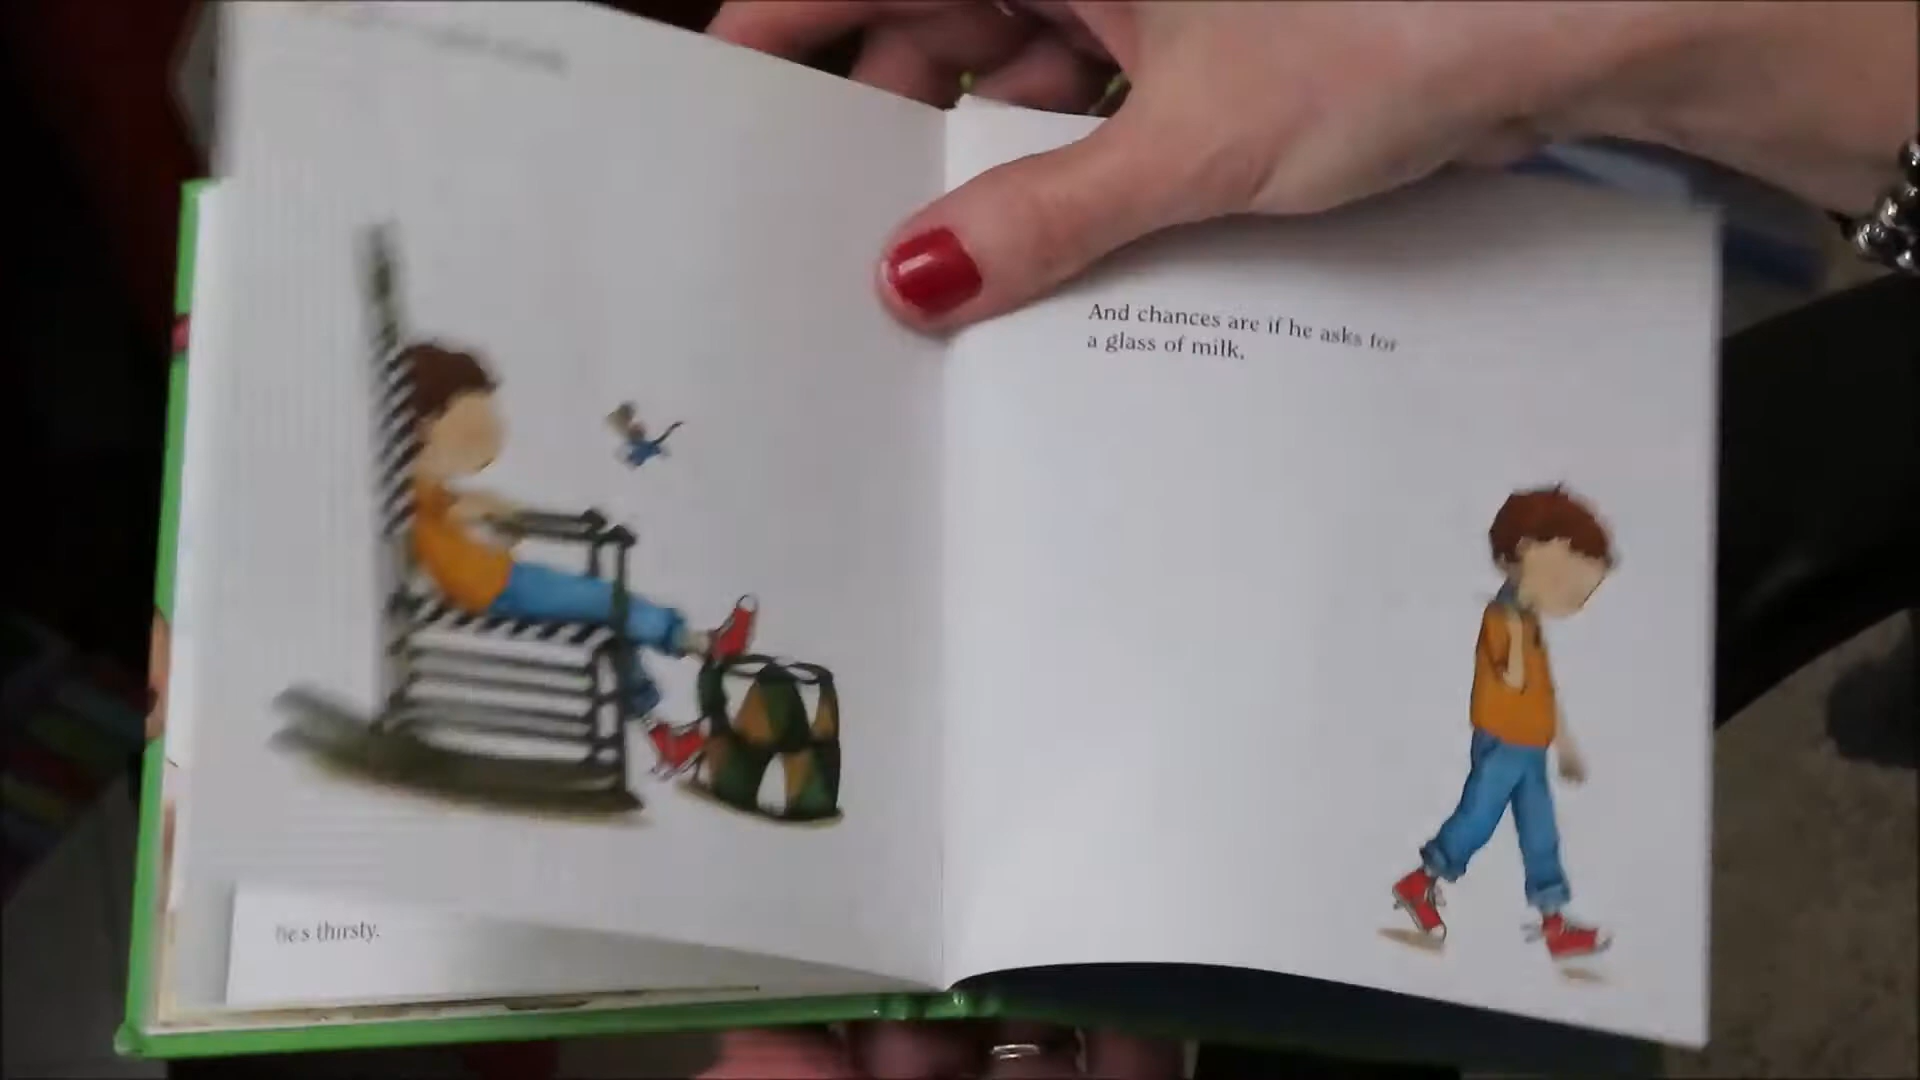 he's thirsty.
And chances are if he asks for
a glass of milk,